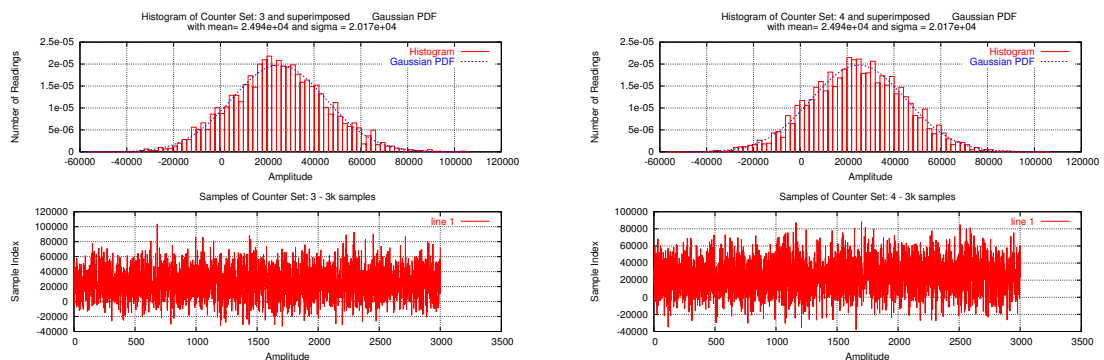 Histogram of Counter Set: 3 and superimposed Gaussian PDF
with mean= 2.494e+04 and sigma = 2.017e+04
2.5e-05
2e-05
1.5e-05
1e-05
5e-06
0
Number of Readings
Histogram
Gaussian PDF
-60000 -40000 -20000 0 20000 40000 60000 80000 100000 120000
Amplitude
Samples of Counter Set: 3 - 3k samples
120000
100000
80000
60000
40000
20000
0
-20000
-40000
Sample Index
line 1
0 500 1000 1500 2000 2500 3000 3500
Amplitude
Histogram of Counter Set: 4 and superimposed Gaussian PDF
with mean= 2.494e+04 and sigma = 2.017e+04
2.5e-05
2e-05
1.5e-05
1e-05
5e-06
0
Number of Readings
Histogram
Gaussian PDF
-60000 -40000 -20000 0 20000 40000 60000 80000 100000 120000
Amplitude
Samples of Counter Set: 4 - 3k samples
100000
80000
60000
40000
20000
0
-20000
-40000
Sample Index
line 1
0 500 1000 1500 2000 2500 3000 3500
Amplitude